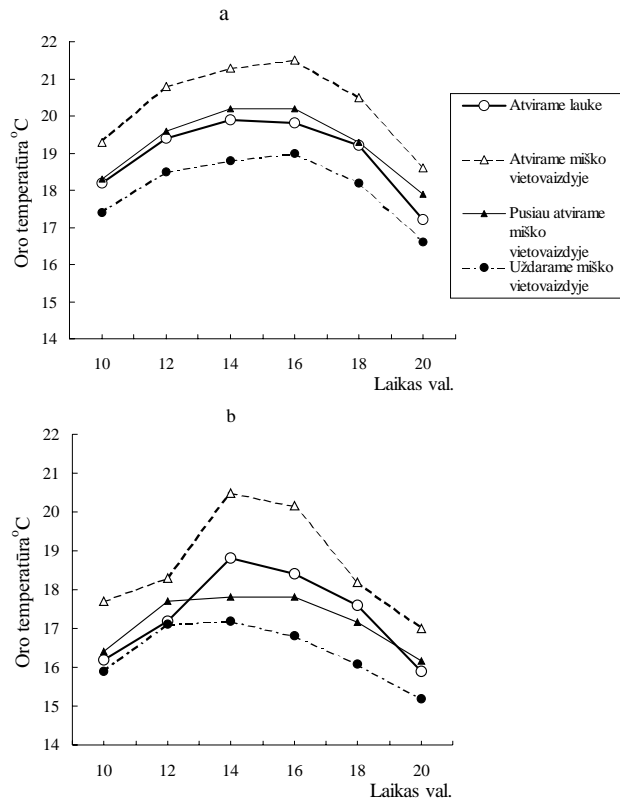 a
Oro temperatūra °C
22
21
20
19
18
17
16
15
14
10 12 14 16 18 20
Laikas val.
Atvirame lauke
Atvirame miško
vietovaizdyje
Pusiau atvirame
miško
vietovaizdyje
Uždarame miško
vietovaizdyje
b
Oro temperatūra °C
22
21
20
19
18
17
16
15
14
10 12 14 16 18 20
Laikas val.